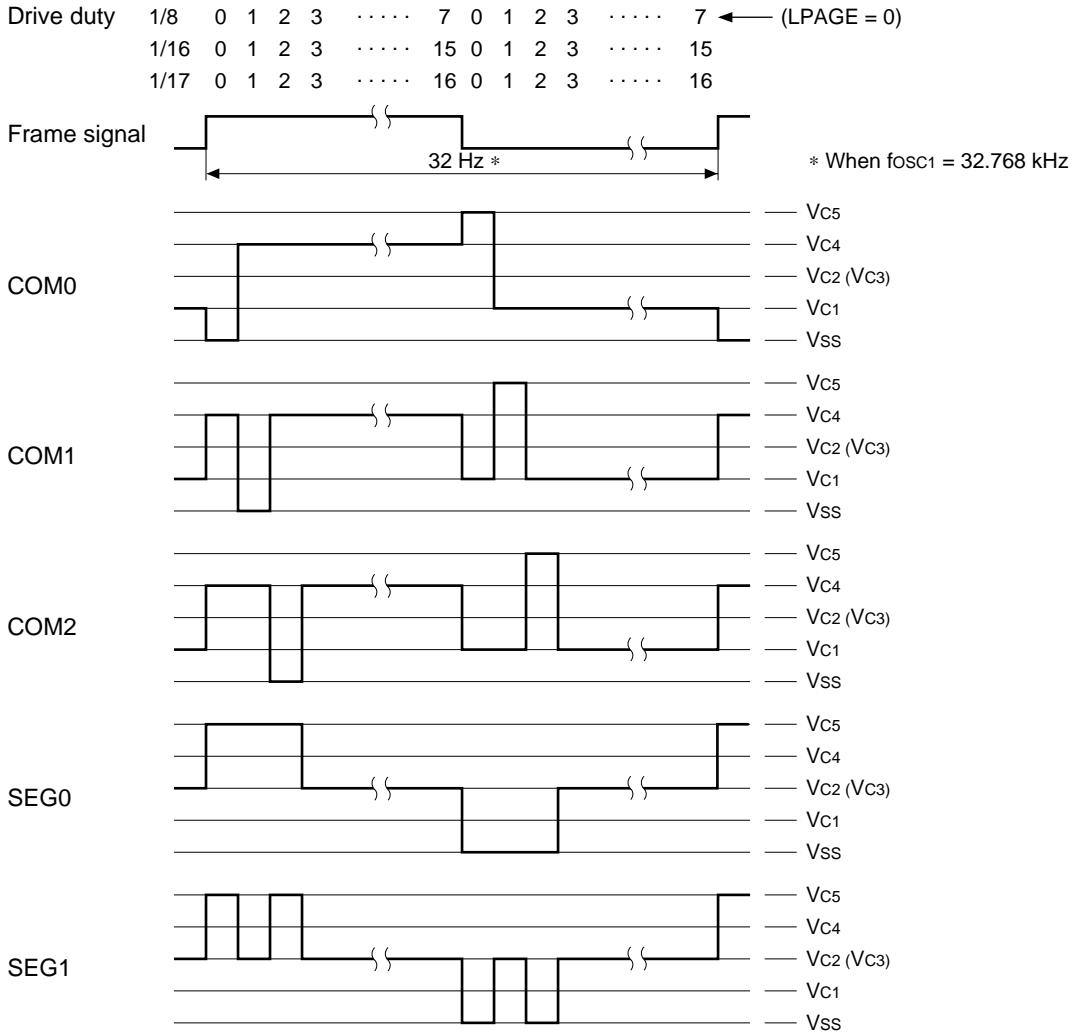 Drive duty 1/8 0 1 2 3 ····· 7 0 1 2 3 ····· 7 (LPAGE = 0)
1/16 0 1 2 3 ····· 15 0 1 2 3 ····· 15
1/17 0 1 2 3 ····· 16 0 1 2 3 ····· 16
Frame signal
32 Hz ∗ ∗ When fOSC1 = 32.768 kHz
COM0
VC5
VC4
VC2 (VC3)
VC1
VSS
COM1
VC5
VC4
VC2 (VC3)
VC1
VSS
COM2
VC5
VC4
VC2 (VC3)
VC1
VSS
SEG0
VC5
VC4
VC2 (VC3)
VC1
VSS
SEG1
VC5
VC4
VC2 (VC3)
VC1
VSS